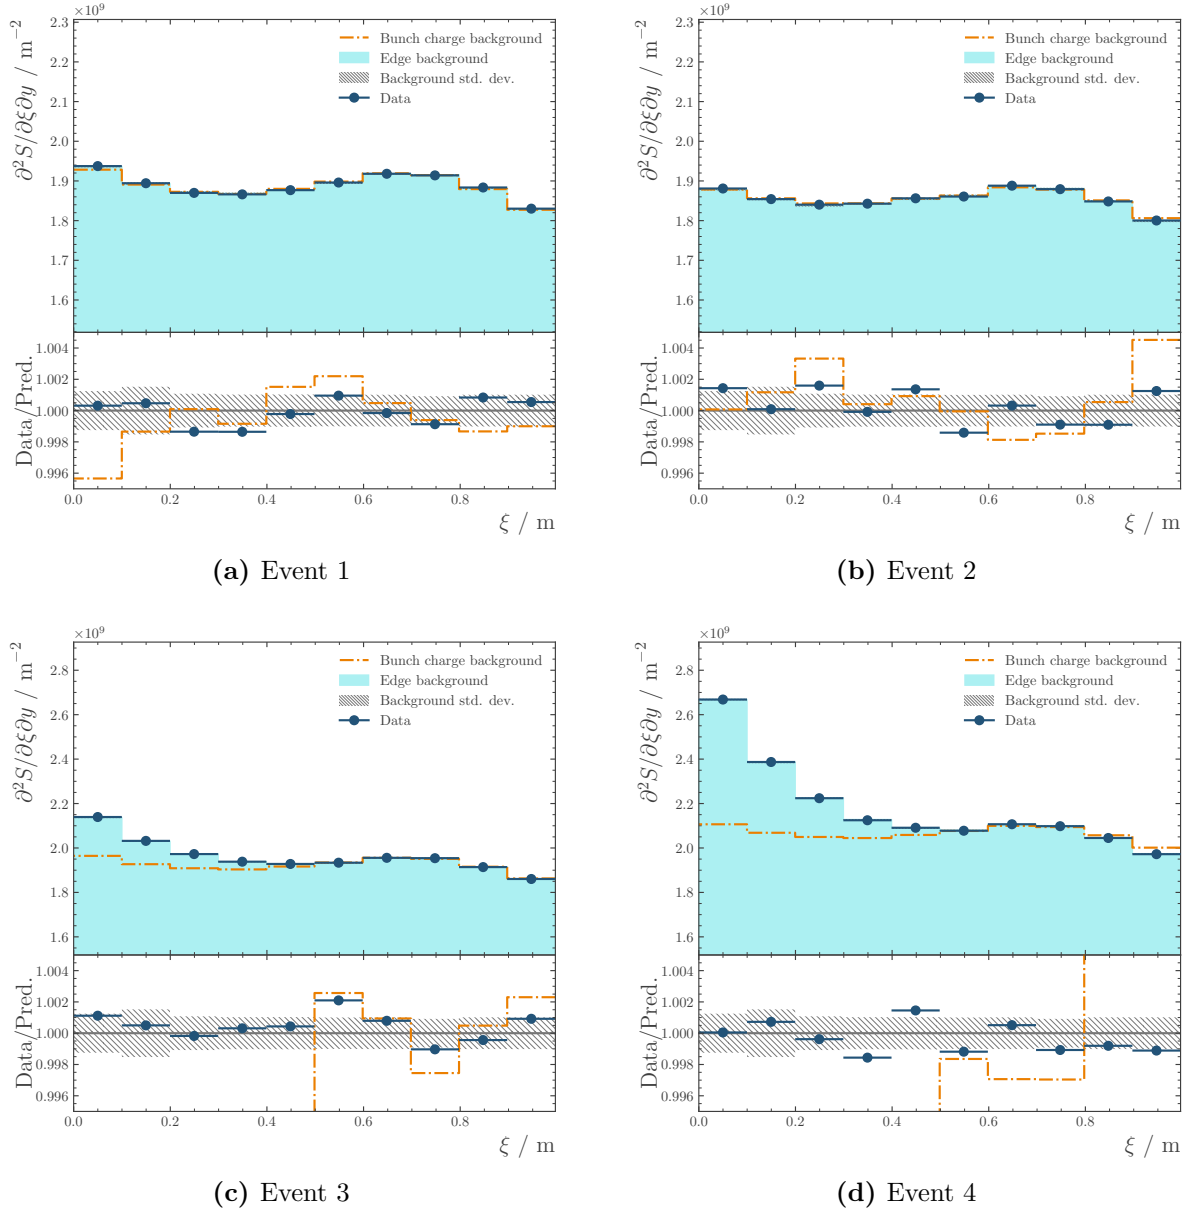 ×10⁹
∂²S/∂ξ∂y / m⁻²
2.3
2.2
2.1
2.0
1.9
1.8
1.7
1.6
Bunch charge background
Edge background
Background std. dev.
Data
Data/Pred.
1.004
1.002
1.000
0.998
0.996
0.0 0.2 0.4 0.6 0.8
ξ / m
(a) Event 1
×10⁹
∂²S/∂ξ∂y / m⁻²
2.3
2.2
2.1
2.0
1.9
1.8
1.7
1.6
Bunch charge background
Edge background
Background std. dev.
Data
Data/Pred.
1.004
1.002
1.000
0.998
0.996
0.0 0.2 0.4 0.6 0.8
ξ / m
(b) Event 2
×10⁹
∂²S/∂ξ∂y / m⁻²
2.8
2.6
2.4
2.2
2.0
1.8
1.6
Bunch charge background
Edge background
Background std. dev.
Data
Data/Pred.
1.004
1.002
1.000
0.998
0.996
0.0 0.2 0.4 0.6 0.8
ξ / m
(c) Event 3
×10⁹
∂²S/∂ξ∂y / m⁻²
2.8
2.6
2.4
2.2
2.0
1.8
1.6
Bunch charge background
Edge background
Background std. dev.
Data
Data/Pred.
1.004
1.002
1.000
0.998
0.996
0.0 0.2 0.4 0.6 0.8
ξ / m
(d) Event 4